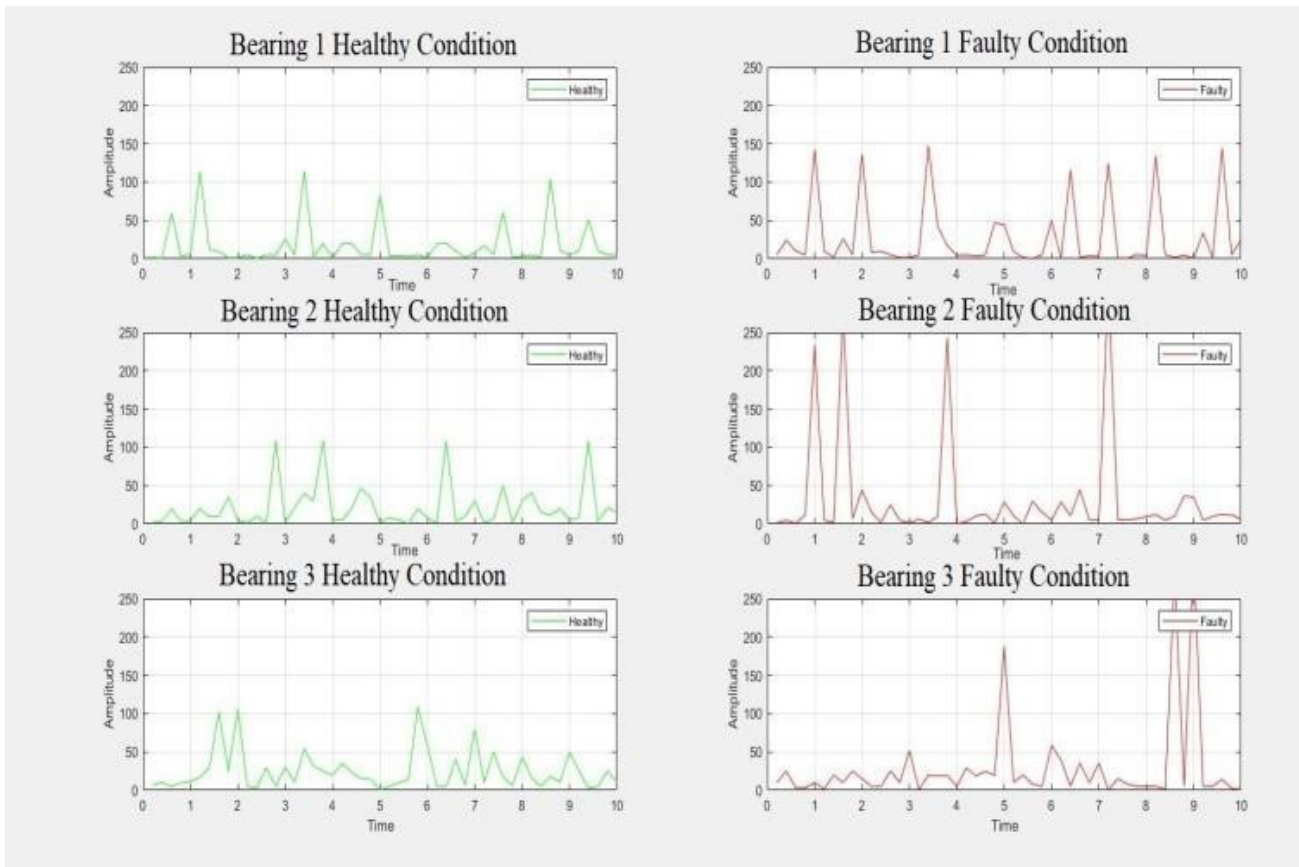 Bearing 1 Healthy Condition
250
200
150
100
50
0
Amplitude
Healthy
0 1 2 3 4 5 6 7 8 9 10
Time
Bearing 1 Faulty Condition
250
200
150
100
50
0
Amplitude
Faulty
0 1 2 3 4 5 6 7 8 9 10
Time
Bearing 2 Healthy Condition
250
200
150
100
50
0
Amplitude
Healthy
0 1 2 3 4 5 6 7 8 9 10
Time
Bearing 2 Faulty Condition
250
200
150
100
50
0
Amplitude
Faulty
0 1 2 3 4 5 6 7 8 9 10
Time
Bearing 3 Healthy Condition
250
200
150
100
50
0
Amplitude
Healthy
0 1 2 3 4 5 6 7 8 9 10
Time
Bearing 3 Faulty Condition
250
200
150
100
50
0
Amplitude
Faulty
0 1 2 3 4 5 6 7 8 9 10
Time